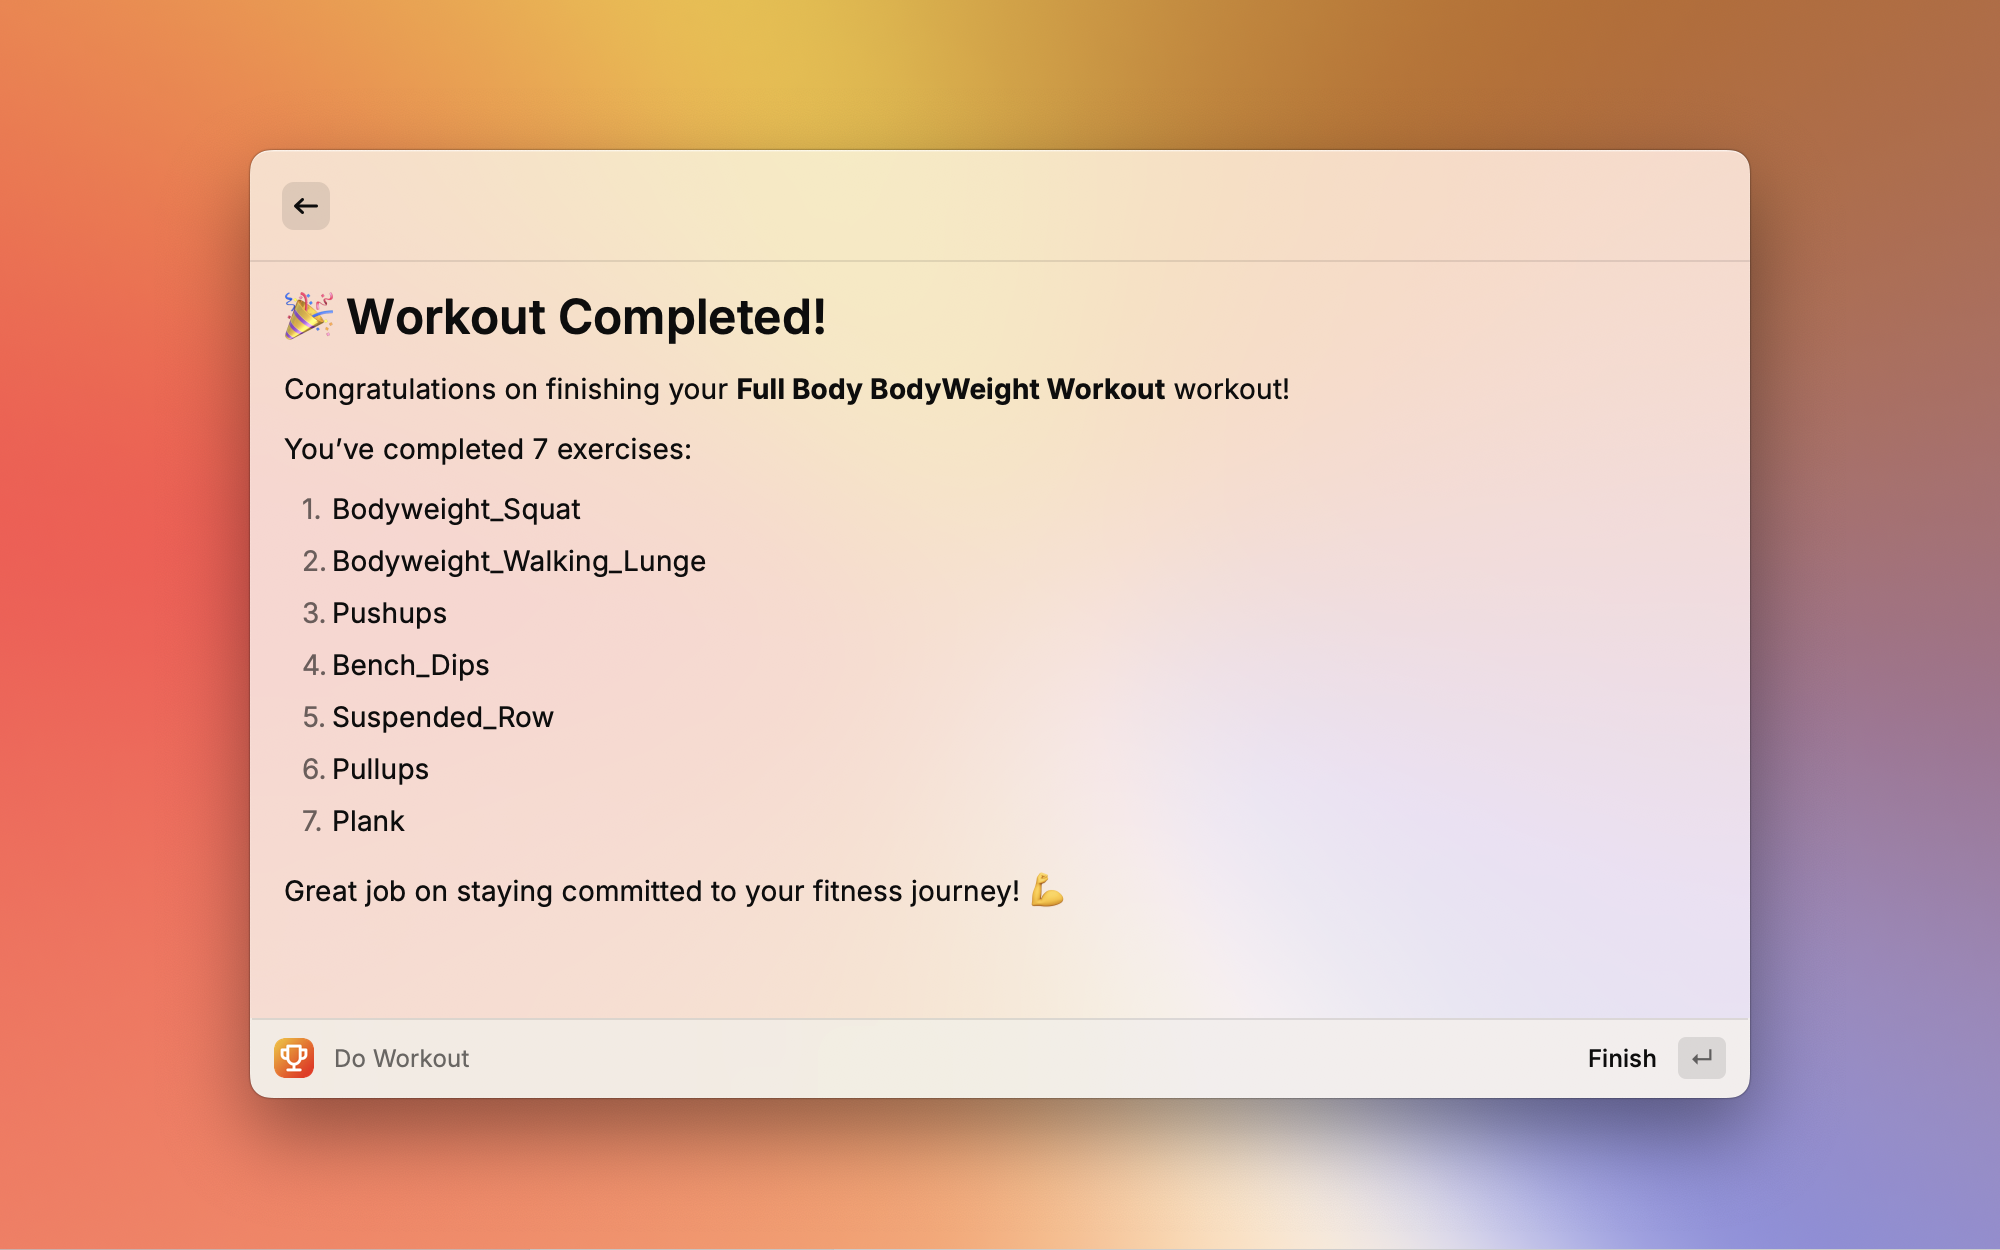 🎉 Workout Completed!
Congratulations on finishing your Full Body BodyWeight Workout workout!
You’ve completed 7 exercises:
1. Bodyweight_Squat
2. Bodyweight_Walking_Lunge
3. Pushups
4. Bench_Dips
5. Suspended_Row
6. Pullups
7. Plank
Great job on staying committed to your fitness journey! 💪
Do Workout
Finish